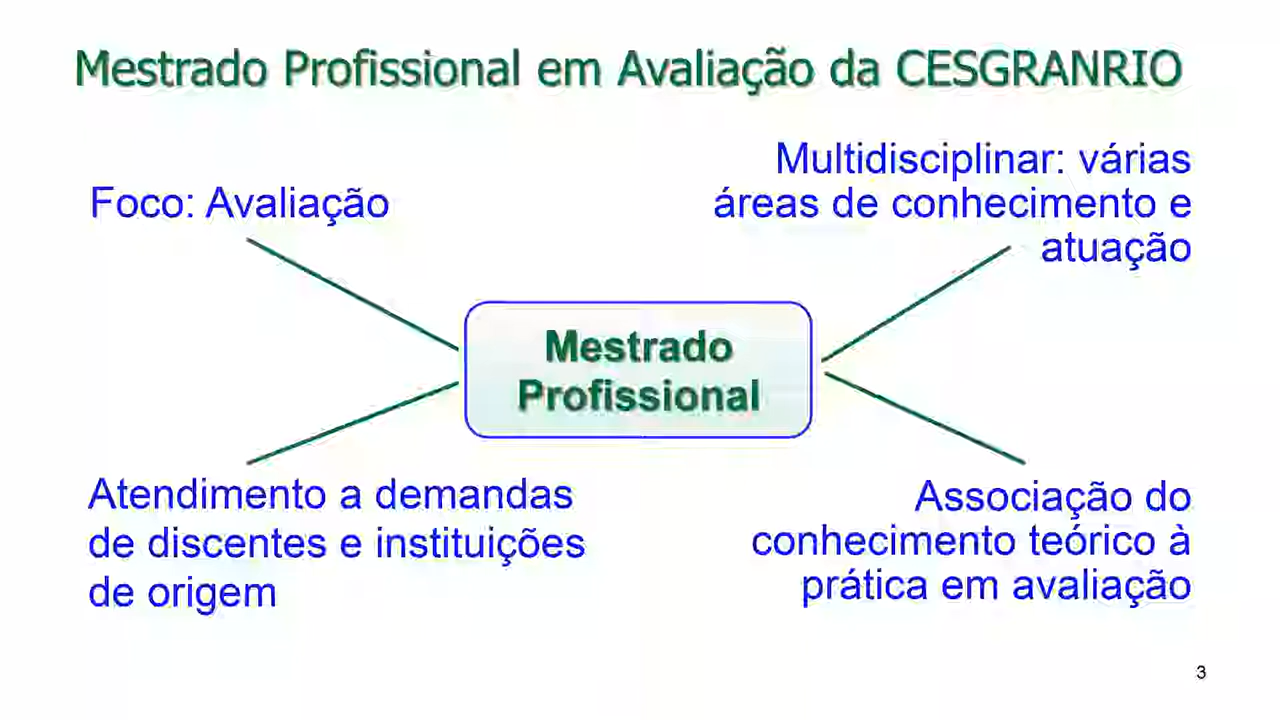 Mestrado Profissional em Avaliação da CESGRANRIO
Foco: Avaliação
Multidisciplinar: várias
áreas de conhecimento e
atuação
Mestrado
Profissional
Atendimento a demandas
de discentes e instituições
de origem
Associação do
conhecimento teórico à
prática em avaliação
3